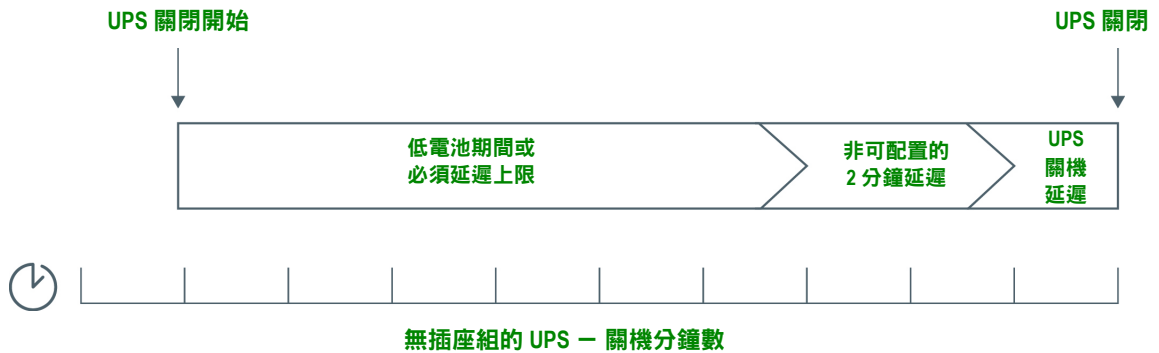 UPS 關閉開始
UPS 關閉
低電池期間或
必須延遲上限
非可配置的
2 分鐘延遲
UPS
關機
延遲
無插座組的 UPS － 關機分鐘數